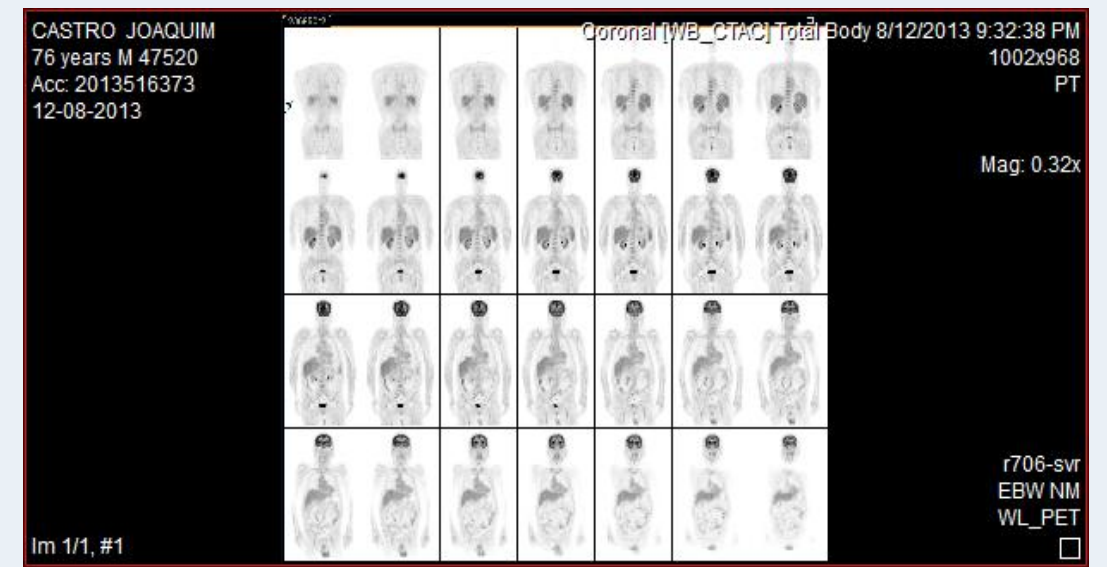 CASTRO JOAQUIM
76 years M 47520
Acc: 2013516373
12-08-2013
Coronal [WB_CTAC] Total Body 8/12/2013 9:32:38 PM
1002x968
PT
Mag: 0.32x
r706-svr
EBW NM
WL_PET
Im 1/1, #1